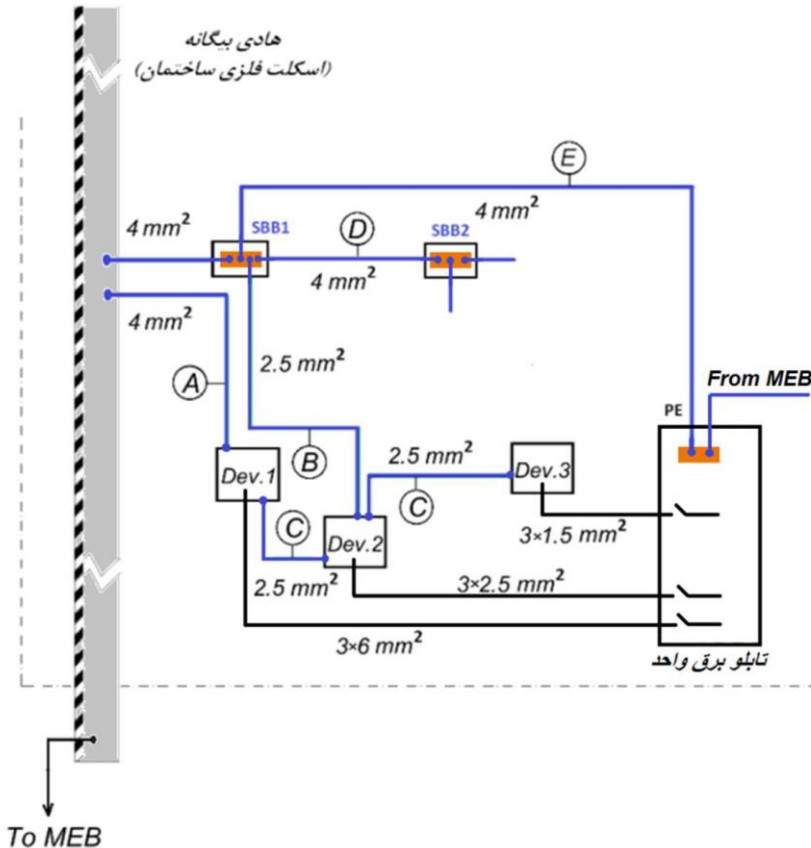 هادی بیگانه
(اسکلت فلزی ساختمان)
E
4 mm²
SBB1
D
SBB2
4 mm²
4 mm²
4 mm²
2.5 mm²
A
From MEB
PE
B
2.5 mm²
Dev.1
Dev.3
C
C
Dev.2
3×1.5 mm²
2.5 mm²
3×2.5 mm²
3×6 mm²
تابلو برق واحد
To MEB